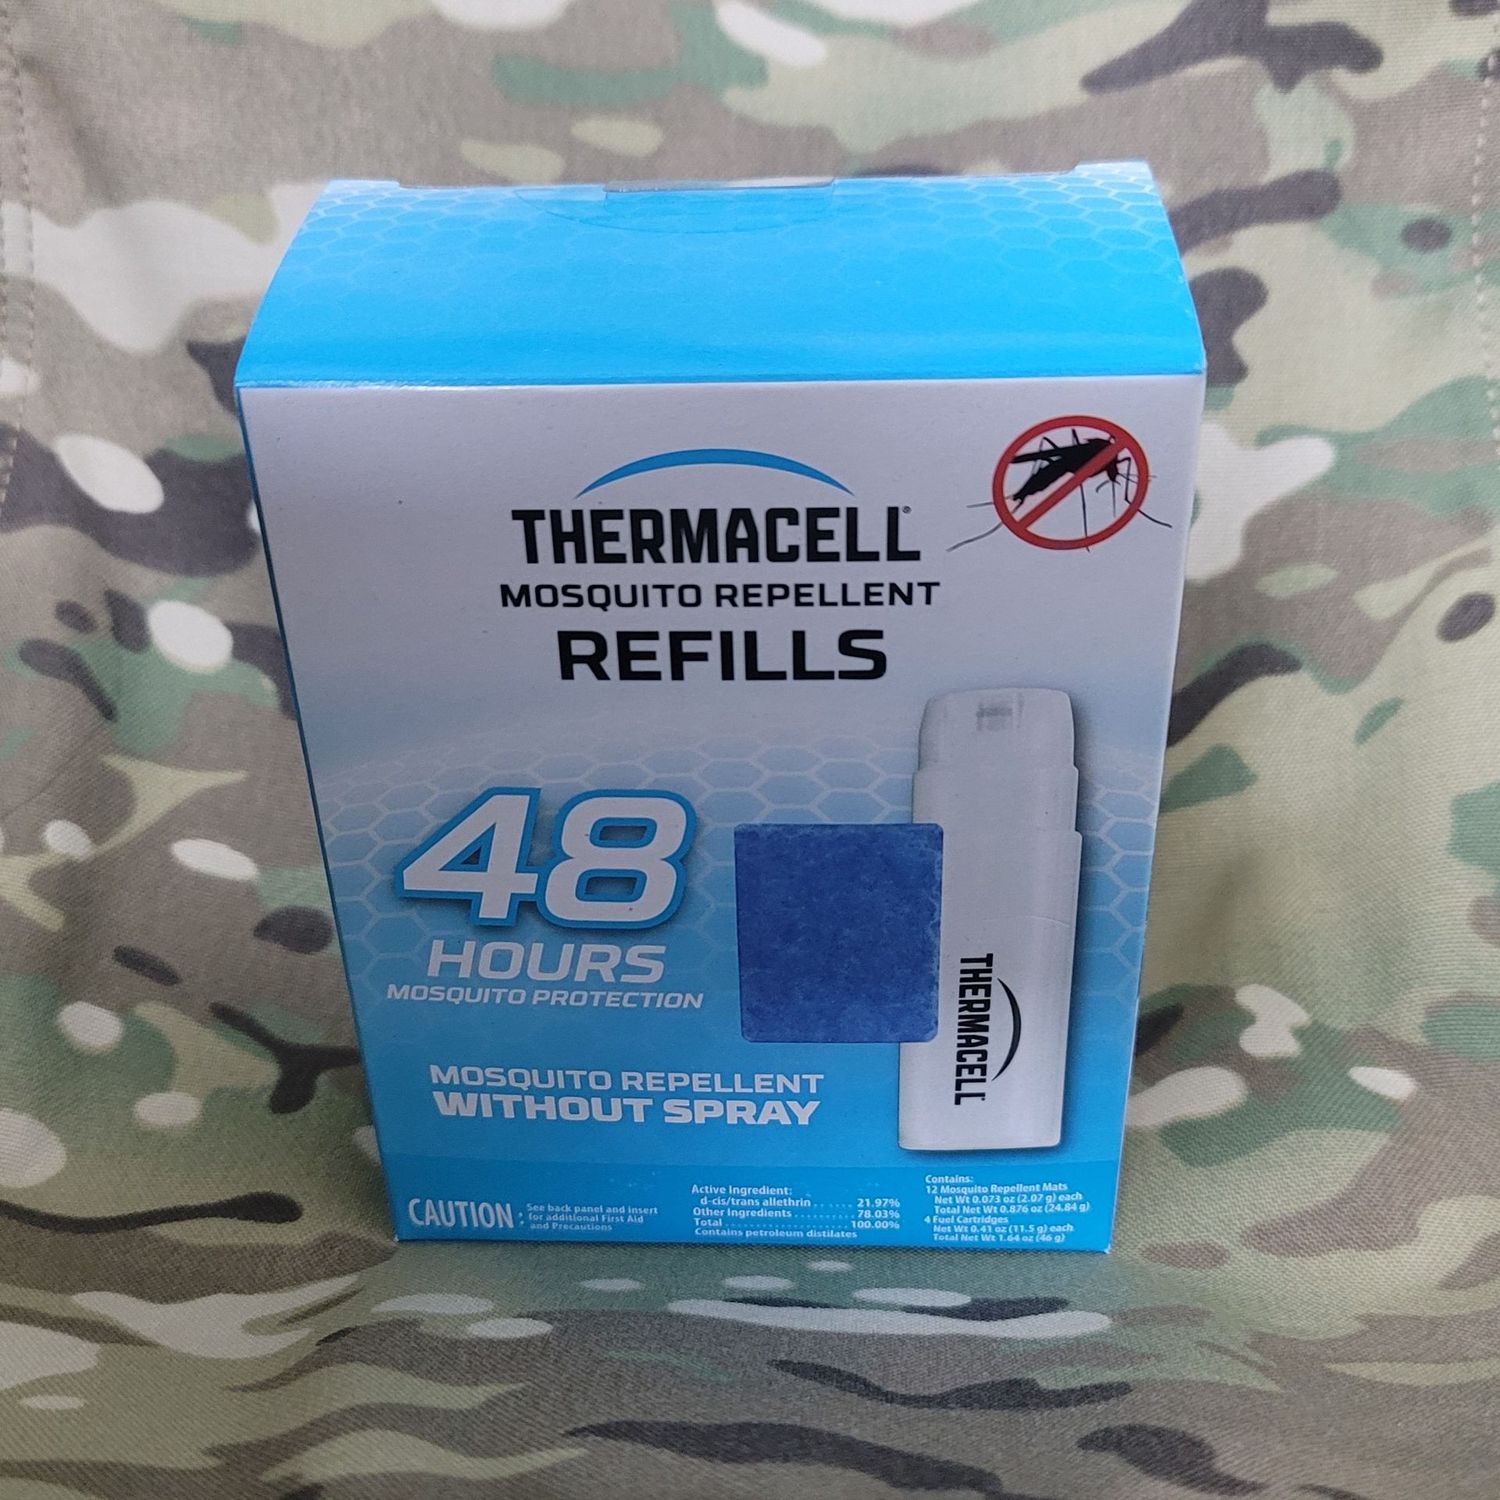 THERMACELL®
MOSQUITO REPELLENT
REFILLS
48
HOURS
MOSQUITO PROTECTION
MOSQUITO REPELLENT
WITHOUT SPRAY
THERMACELL
CAUTION: See back panel and insert
for additional First Aid
and Precautions
Active Ingredient:
d-cis/trans allethrin ........ 21.97%
Other Ingredients ........... 78.03%
Total ........................ 100.00%
Contains petroleum distilates
Contains:
12 Mosquito Repellent Mats
Net Wt 0.073 oz (2.07 g) each
Total Net Wt 0.876 oz (24.84 g)
4 Fuel Cartridges
Net Wt 0.41 oz (11.5 g) each
Total Net Wt 1.64 oz (46 g)